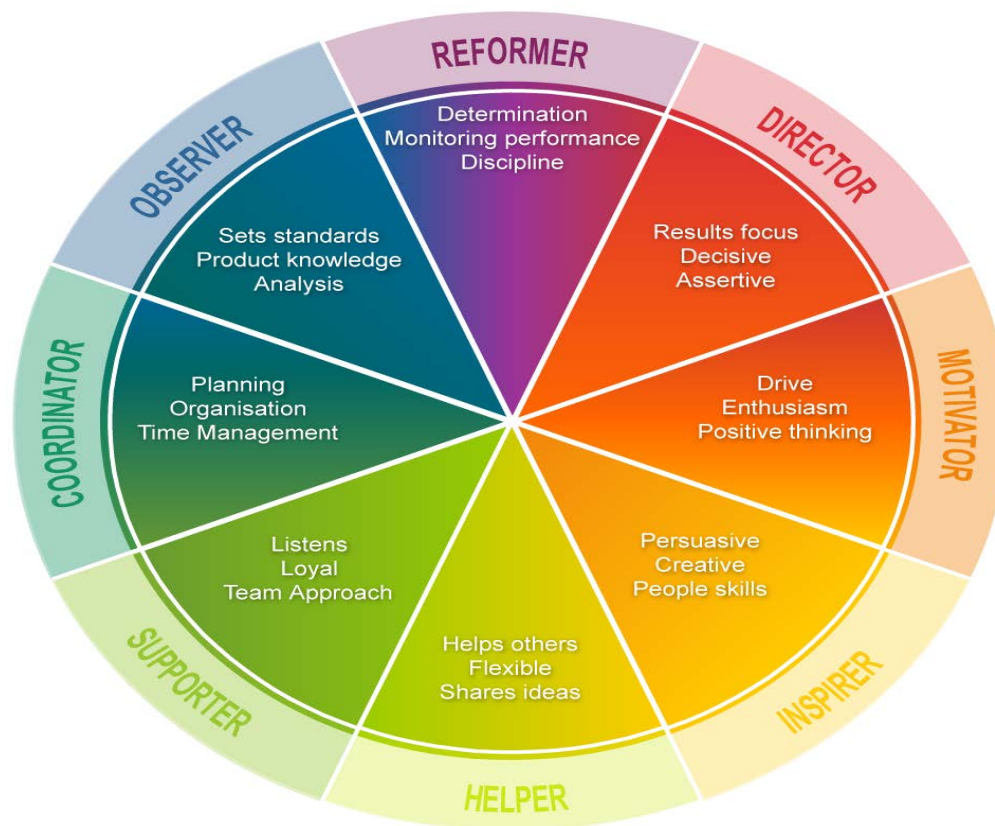 REFORMER
Determination
Monitoring performance
Discipline
DIRECTOR
Results focus
Decisive
Assertive
MOTIVATOR
Drive
Enthusiasm
Positive thinking
INSPIRER
Persuasive
Creative
People skills
HELPER
Helps others
Flexible
Shares ideas
SUPPORTER
Listens
Loyal
Team Approach
COORDINATOR
Planning
Organisation
Time Management
OBSERVER
Sets standards
Product knowledge
Analysis